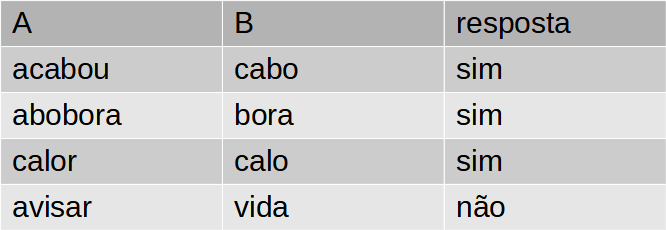 A B resposta
acabou cabo sim
abobora bora sim
calor calo sim
avisar vida não